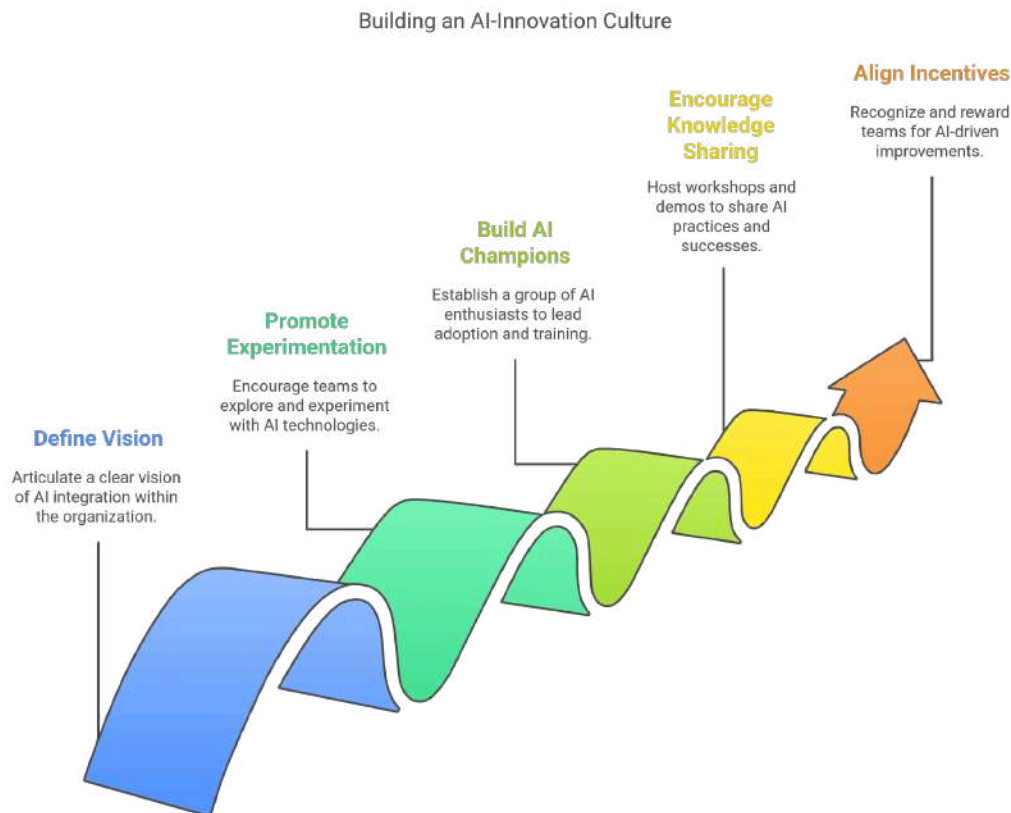 Building an AI-Innovation Culture
Define Vision
Articulate a clear vision
of AI integration within
the organization.
Promote
Experimentation
Encourage teams to
explore and experiment
with AI technologies.
Build AI
Champions
Establish a group of AI
enthusiasts to lead
adoption and training.
Encourage
Knowledge
Sharing
Host workshops and
demos to share AI
practices and
successes.
Align Incentives
Recognize and reward
teams for AI-driven
improvements.